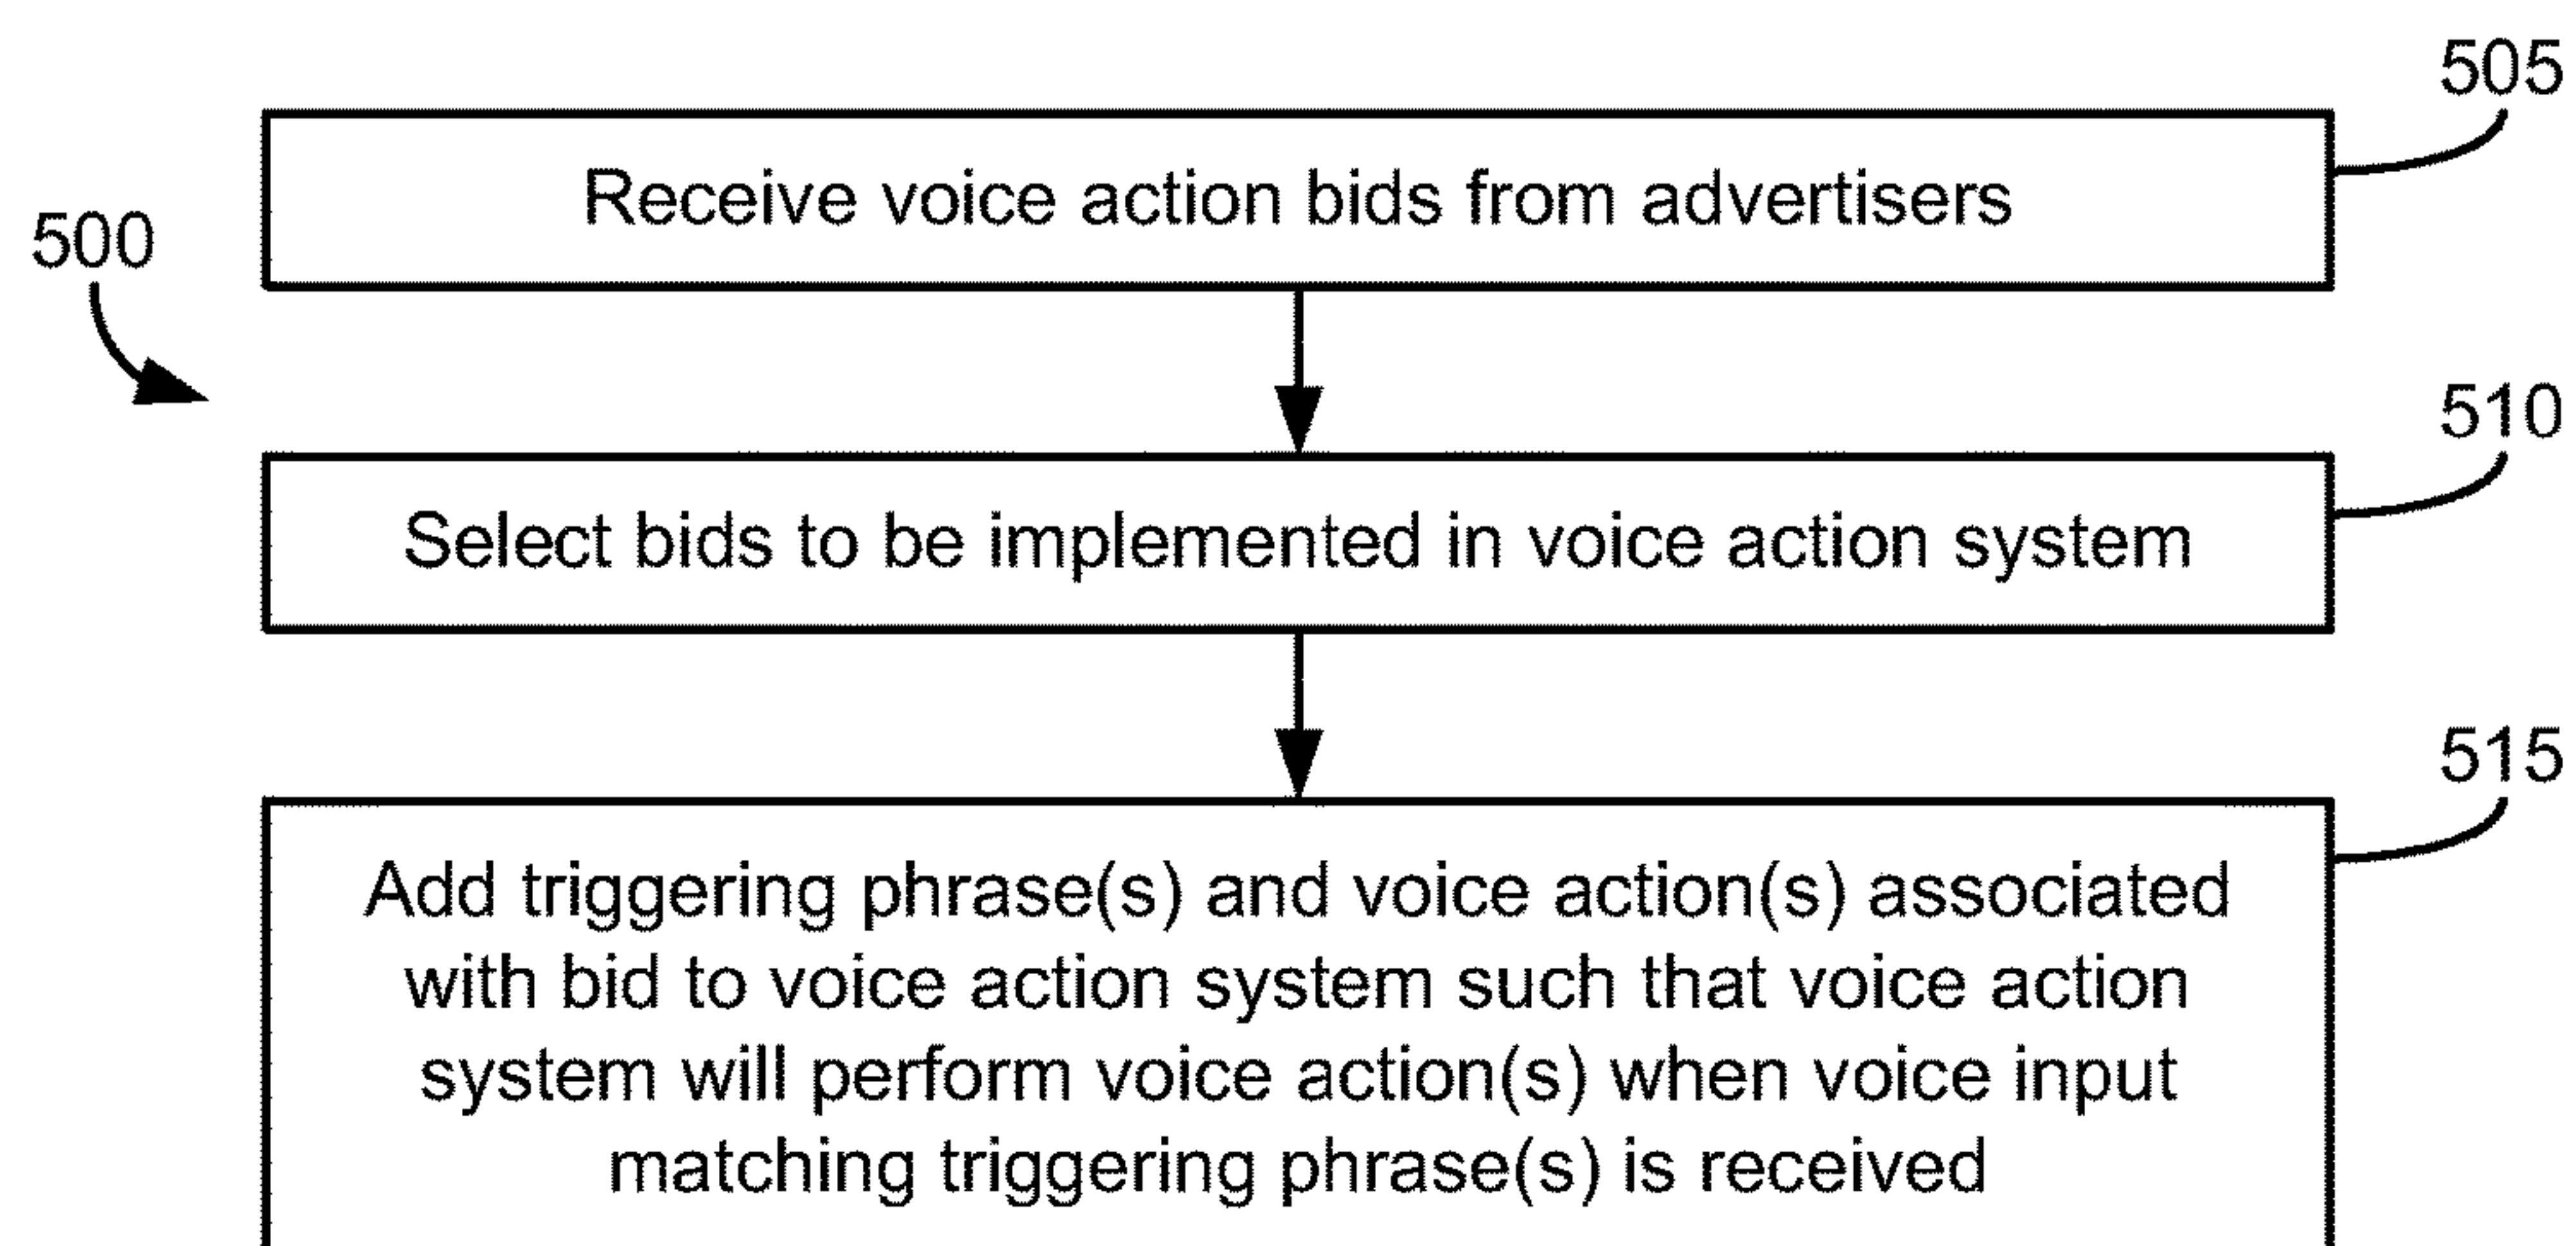 505
Receive voice action bids from advertisers
500
510
Select bids to be implemented in voice action system
515
Add triggering phrase(s) and voice action(s) associated
with bid to voice action system such that voice action
system will perform voice action(s) when voice input
matching triggering phrase(s) is received